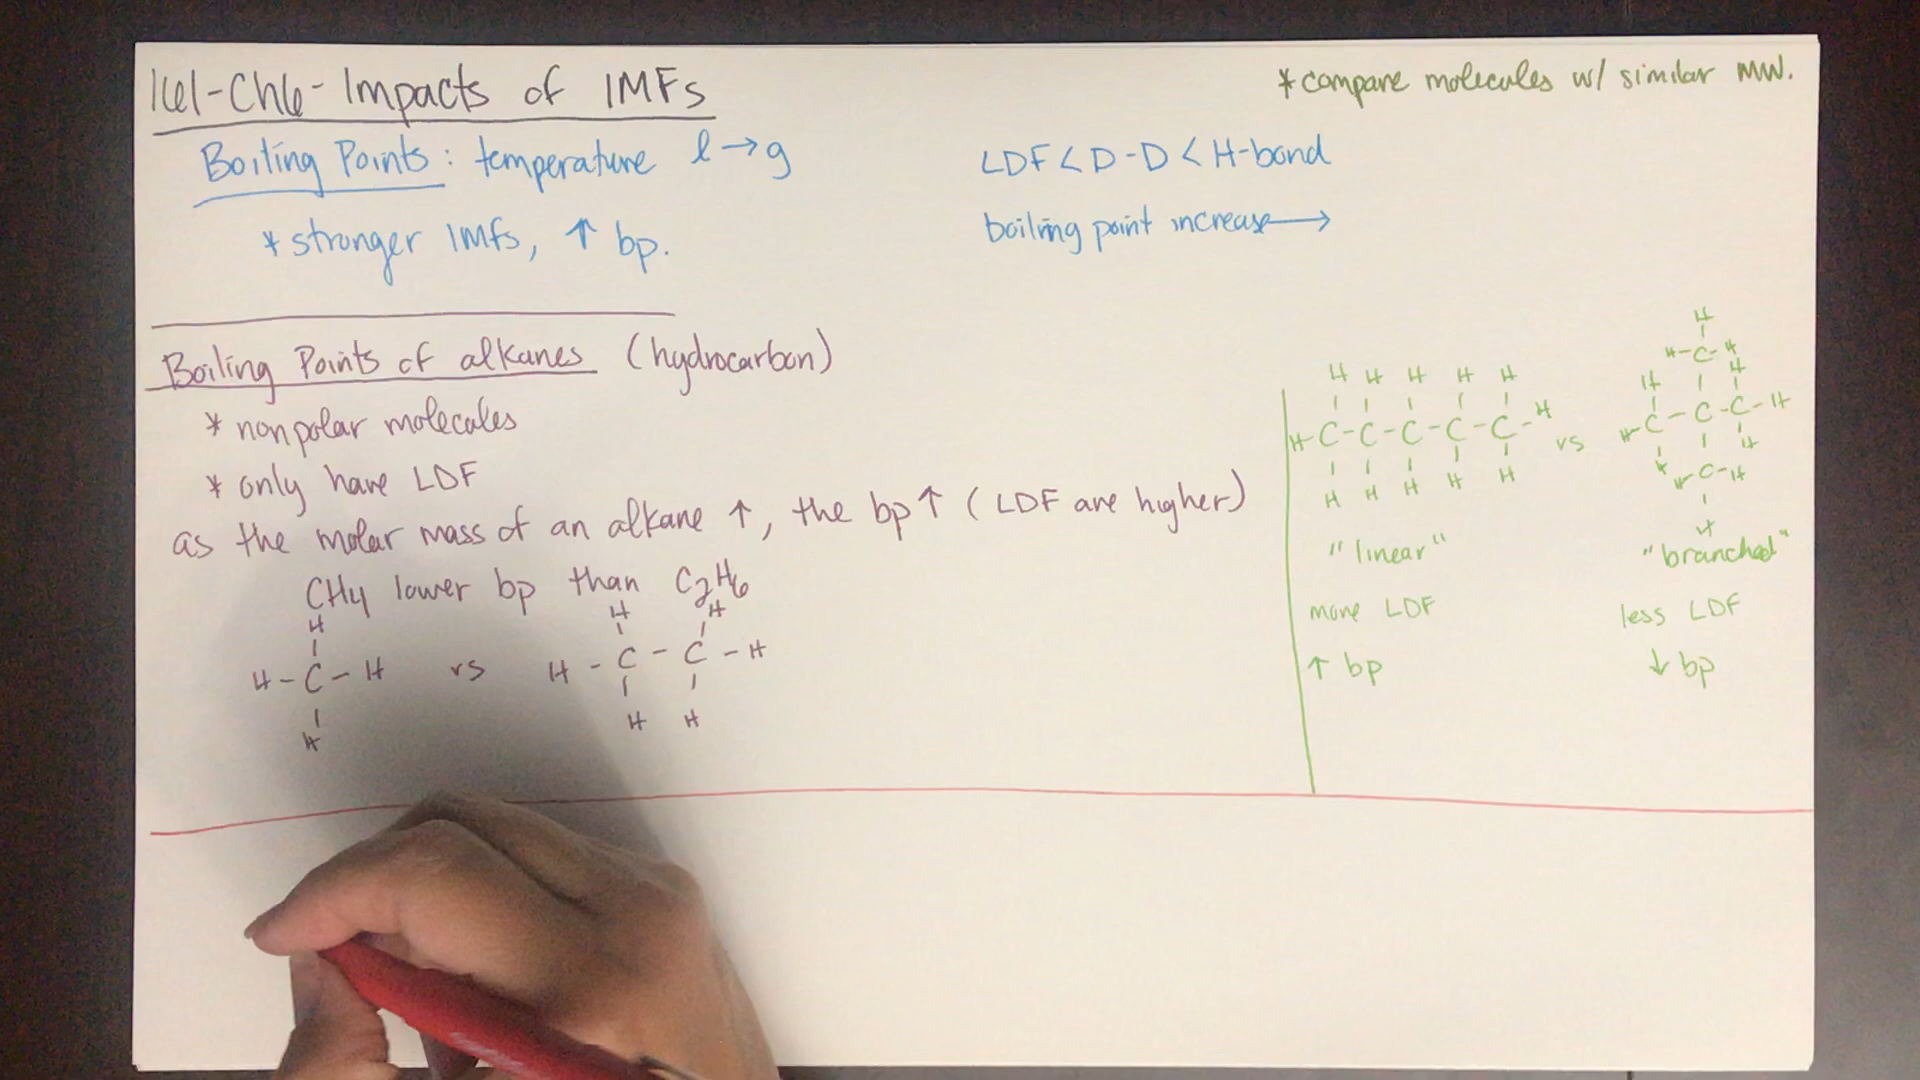 161-Ch6-Impacts of IMFs
* compare molecules w/ similar MW.
Boiling Points: temperature l→g
* stronger IMFs, ↑ bp.
LDF < D-D < H-bond
boiling point increase→
Boiling Points of alkanes (hydrocarbon)
* nonpolar molecules
* only have LDF
as the molar mass of an alkane ↑, the bp↑ (LDF are higher)
CH4 lower bp than C2H6
H
H-C-H
H
vs
H H
H-C-C-H
H H
H H H H H
H-C-C-C-C-C-H
H H H H H
"linear"
more LDF
↑ bp
vs
H
H-C-H
H H
H-C-C-C-H
H H
H-C-H
H
"branched"
less LDF
↓ bp